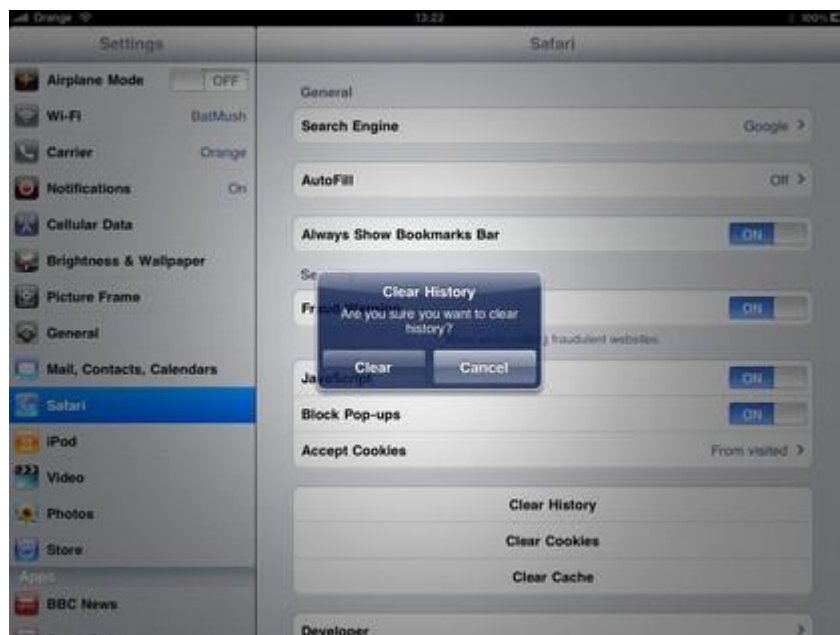 Orange
13:22
100%
Settings
Safari
Airplane Mode OFF
Wi-Fi BatMush
Carrier Orange
Notifications On
Cellular Data
Brightness & Wallpaper
Picture Frame
General
Mail, Contacts, Calendars
Safari
iPod
Video
Photos
Store
Apps
BBC News
General
Search Engine Google
AutoFill Off
Always Show Bookmarks Bar ON
Fraud Warning ON
fraudulent websites.
JavaScript ON
Block Pop-ups ON
Accept Cookies From visited
Clear History
Clear Cookies
Clear Cache
Developer
Clear History
Are you sure you want to clear
history?
Clear Cancel